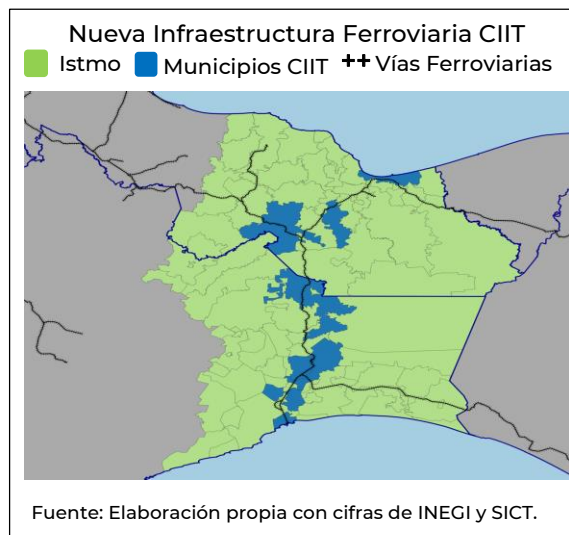 Nueva Infraestructura Ferroviaria CIIT
Istmo Municipios CIIT ++ Vías Ferroviarias
Fuente: Elaboración propia con cifras de INEGI y SICT.